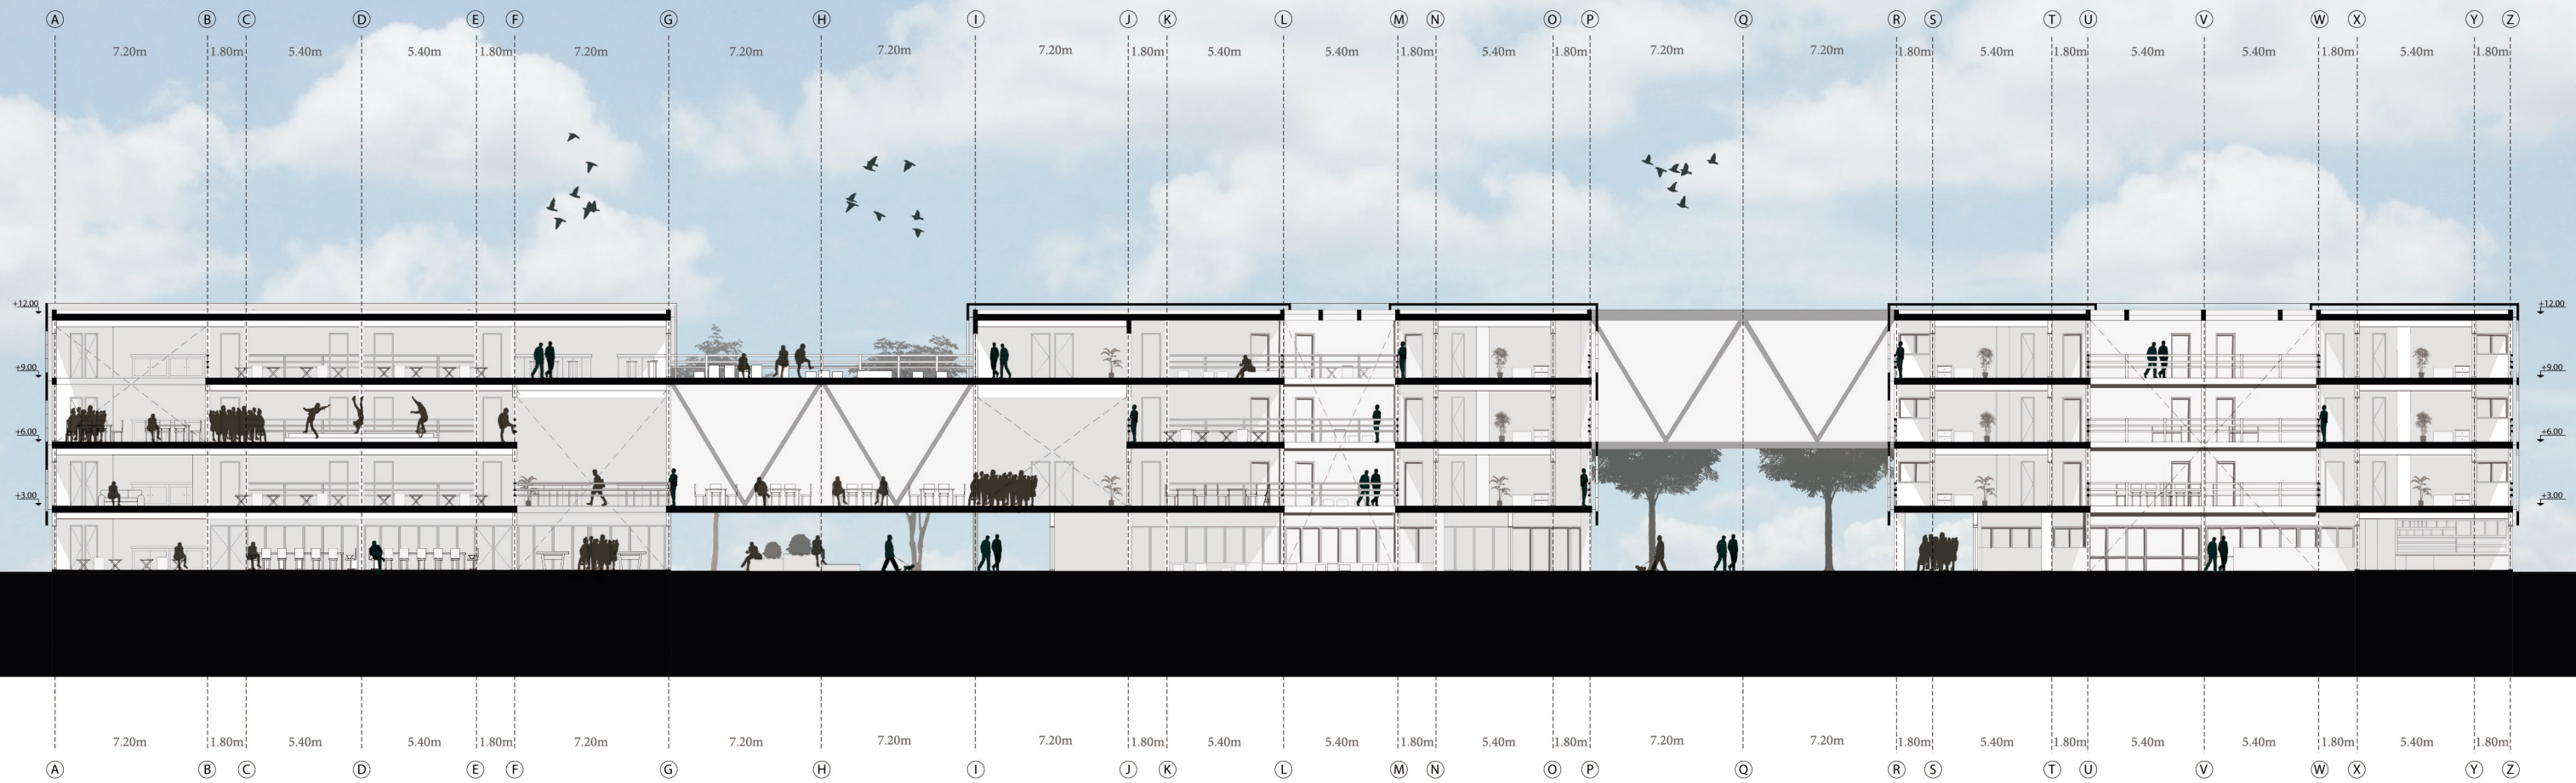 A B C D E F G H I J K L M N O P Q R S T U V W X Y Z
7.20m 1.80m 5.40m 5.40m 1.80m 7.20m 7.20m 7.20m 7.20m 1.80m 5.40m 5.40m 1.80m 5.40m 1.80m 7.20m 7.20m 1.80m 5.40m 1.80m 5.40m 5.40m 1.80m 5.40m 1.80m
+12.00 +12.00
+9.00 +9.00
+6.00 +6.00
+3.00 +3.00
7.20m 1.80m 5.40m 5.40m 1.80m 7.20m 7.20m 7.20m 7.20m 1.80m 5.40m 5.40m 1.80m 5.40m 1.80m 7.20m 7.20m 1.80m 5.40m 1.80m 5.40m 5.40m 1.80m 5.40m 1.80m
A B C D E F G H I J K L M N O P Q R S T U V W X Y Z